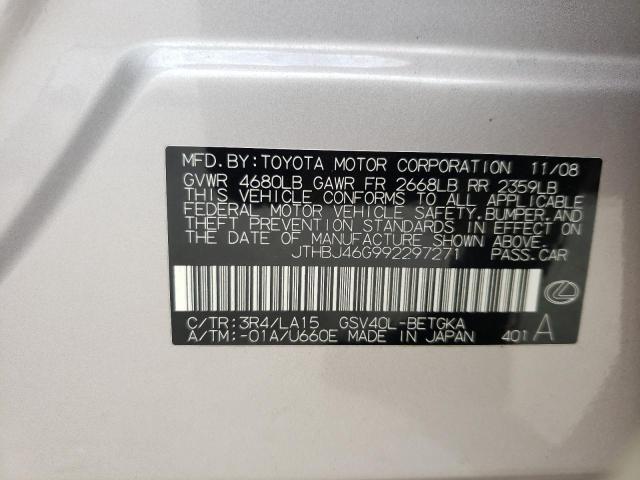 MFD. BY: TOYOTA MOTOR CORPORATION 11/08
GVWR 4680LB GAWR FR 2668LB RR 2359LB
THIS VEHICLE CONFORMS TO ALL APPLICABLE
FEDERAL MOTOR VEHICLE SAFETY, BUMPER, AND
THEFT PREVENTION STANDARDS IN EFFECT ON
THE DATE OF MANUFACTURE SHOWN ABOVE.
JTHBJ46G992297271 PASS. CAR
C/TR: 3R4/LA15 GSV40L-BETGKA
A/TM: -01A/U660E MADE IN JAPAN 401 A